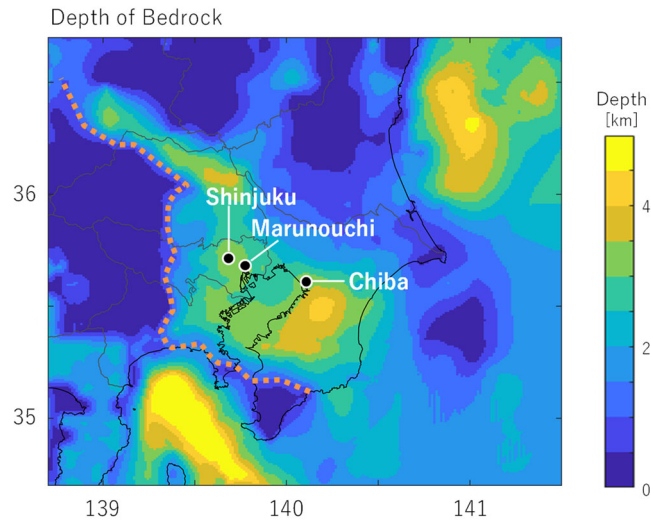 Depth of Bedrock
Depth
[km]
36
35
Shinjuku
Marunouchi
Chiba
4
2
0
139
140
141